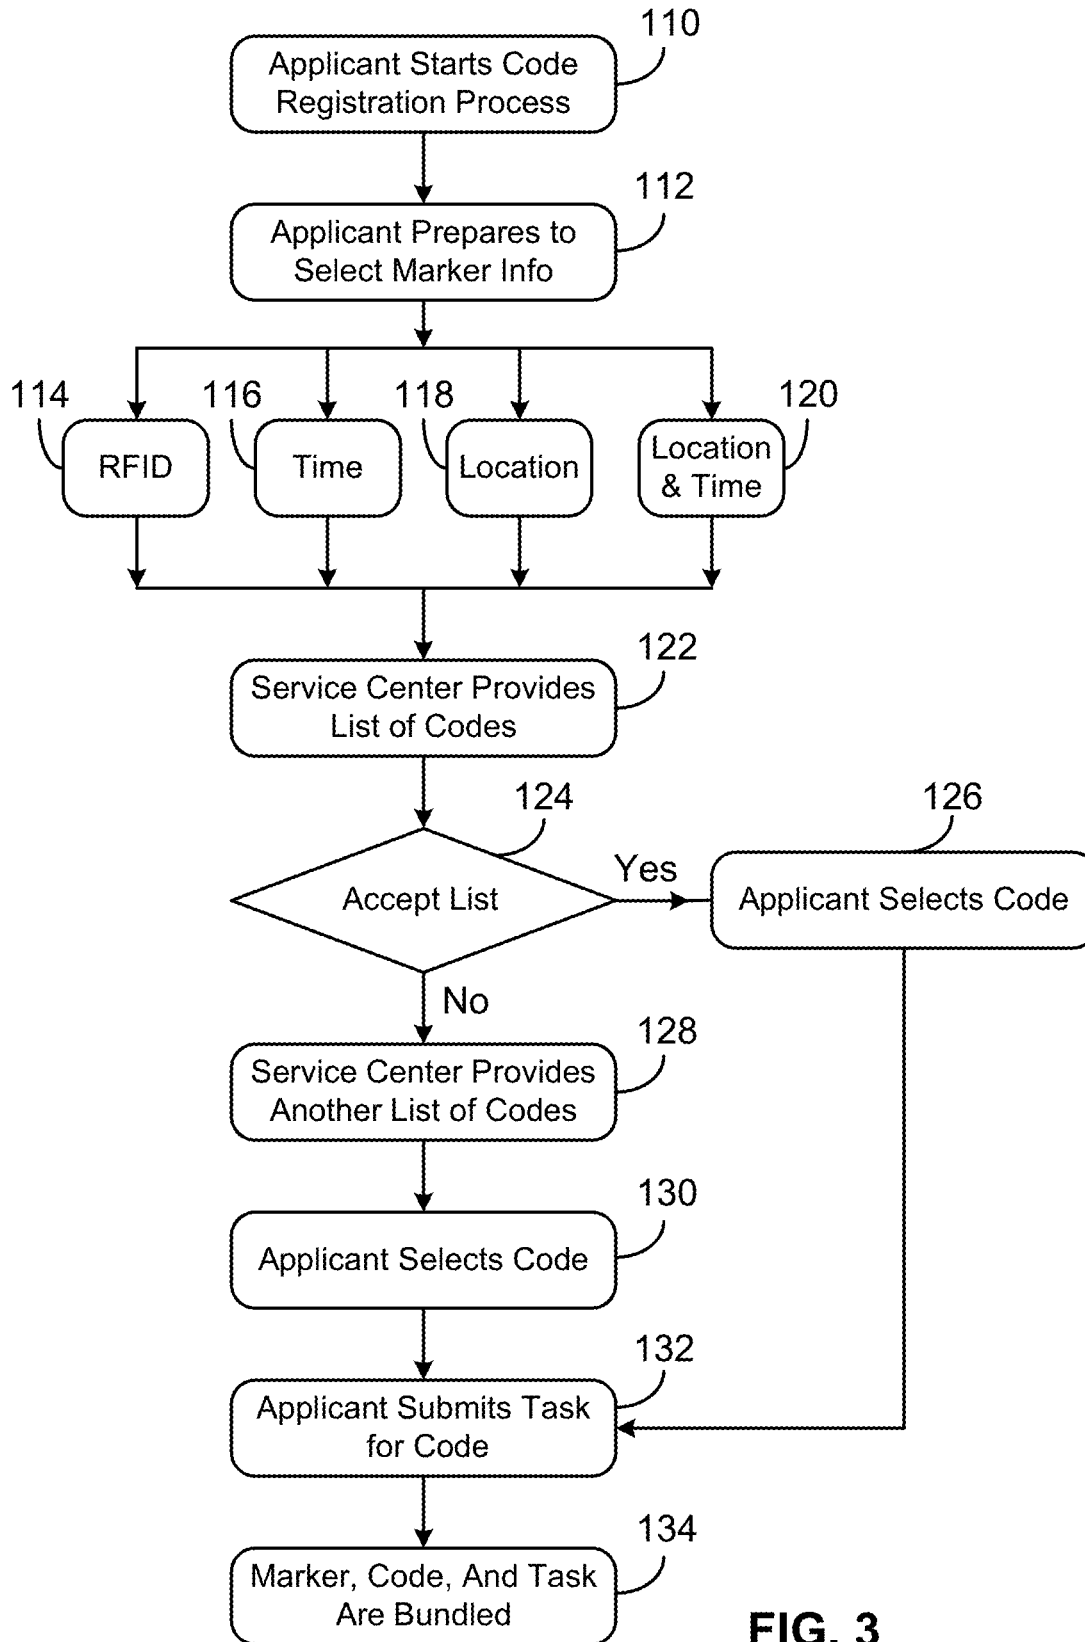 110
Applicant Starts Code
Registration Process
112
Applicant Prepares to
Select Marker Info
114
116
118
120
RFID
Time
Location
Location
& Time
122
Service Center Provides
List of Codes
124
126
Accept List
Yes
Applicant Selects Code
No
128
Service Center Provides
Another List of Codes
130
Applicant Selects Code
132
Applicant Submits Task
for Code
134
Marker, Code, And Task
Are Bundled
FIG. 3